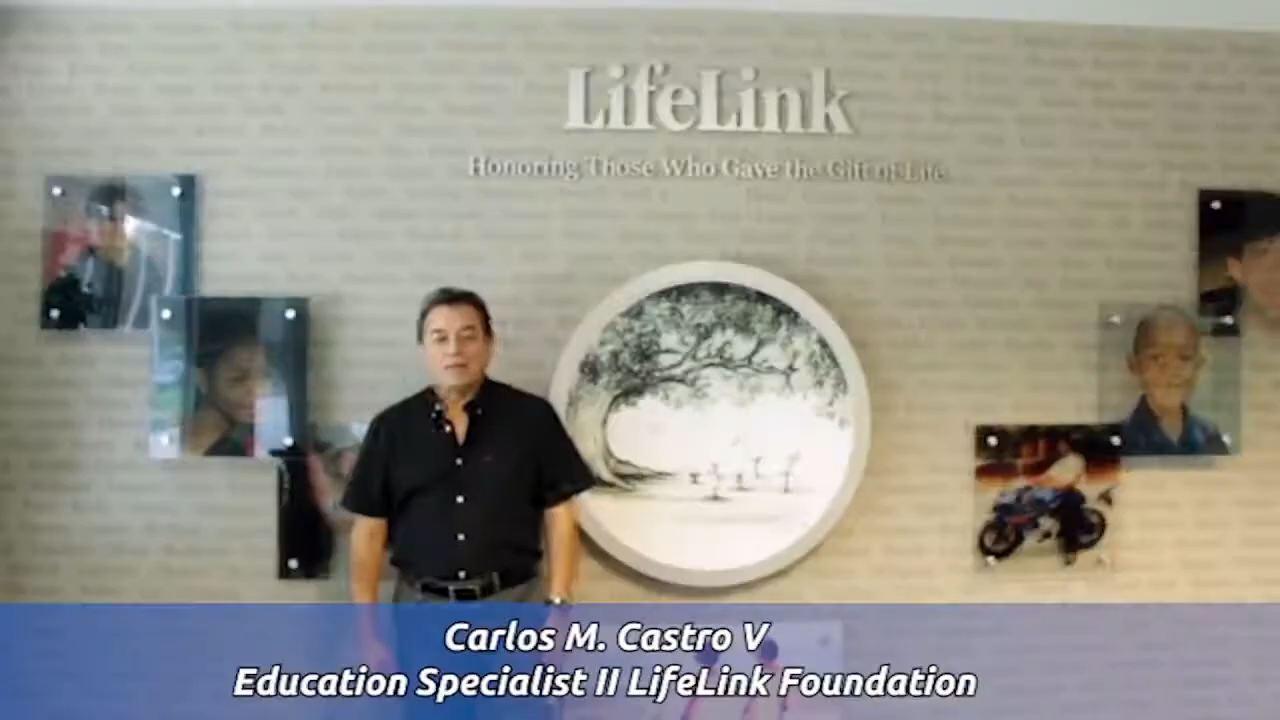 LifeLink
Honoring Those Who Gave the Gift of Life
Carlos M. Castro V
Education Specialist II LifeLink Foundation